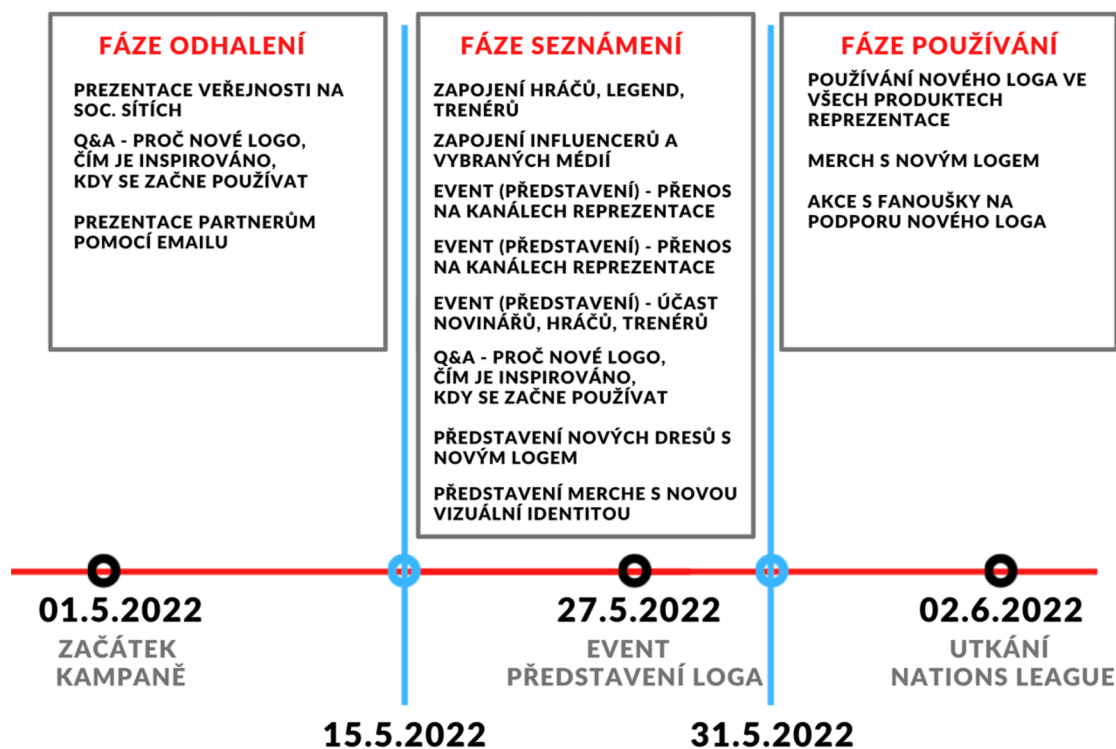 FÁZE ODHALENÍ
PREZENTACE VEŘEJNOSTI NA
SOC. SÍTÍCH
Q&A - PROČ NOVÉ LOGO,
ČÍM JE INSPIROVÁNO,
KDY SE ZAČNE POUŽÍVAT
PREZENTACE PARTNERŮM
POMOCÍ EMAILU
FÁZE SEZNÁMENÍ
ZAPOJENÍ HRÁČŮ, LEGEND,
TRENÉRŮ
ZAPOJENÍ INFLUENCERŮ A
VYBRANÝCH MÉDIÍ
EVENT (PŘEDSTAVENÍ) - PŘENOS
NA KANÁLECH REPREZENTACE
EVENT (PŘEDSTAVENÍ) - PŘENOS
NA KANÁLECH REPREZENTACE
EVENT (PŘEDSTAVENÍ) - ÚČAST
NOVINÁŘŮ, HRÁČŮ, TRENÉRŮ
Q&A - PROČ NOVÉ LOGO,
ČÍM JE INSPIROVÁNO,
KDY SE ZAČNE POUŽÍVAT
PŘEDSTAVENÍ NOVÝCH DRESŮ S
NOVÝM LOGEM
PŘEDSTAVENÍ MERCHE S NOVOU
VIZUÁLNÍ IDENTITOU
FÁZE POUŽÍVÁNÍ
POUŽÍVÁNÍ NOVÉHO LOGA VE
VŠECH PRODUKTECH
REPREZENTACE
MERCH S NOVÝM LOGEM
AKCE S FANOUŠKY NA
PODPORU NOVÉHO LOGA
01.5.2022
ZAČÁTEK
KAMPANĚ
15.5.2022
27.5.2022
EVENT
PŘEDSTAVENÍ LOGA
31.5.2022
02.6.2022
UTKÁNÍ
NATIONS LEAGUE